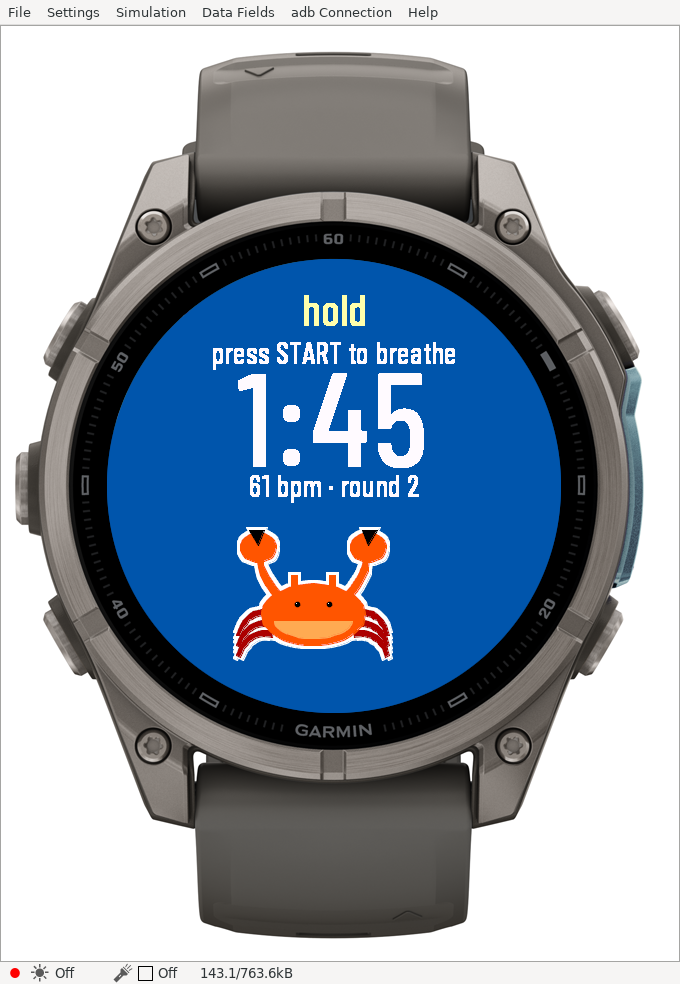 File Settings Simulation Data Fields adb Connection Help
60
50
hold
press START to breathe
1:45
61 bpm · round 2
40
20
GARMIN
Off Off 143.1/763.6kB